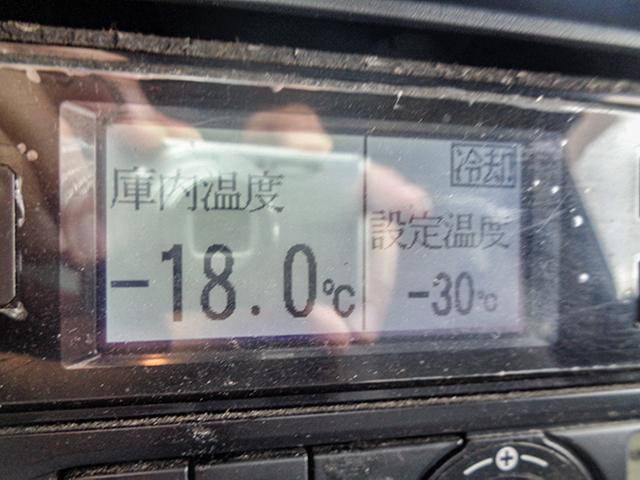 庫内温度
-18.0℃
冷却
設定温度
-30℃
+